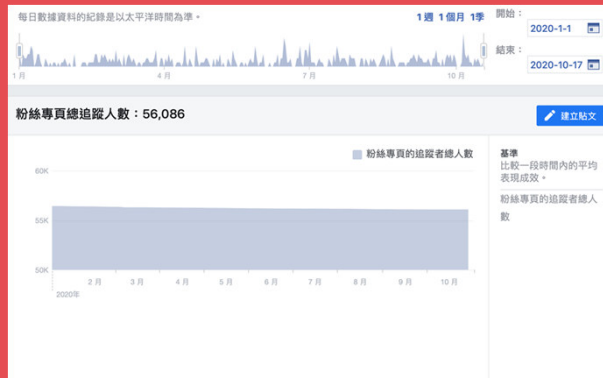 每日數據資料的紀錄是以太平洋時間為準。
1週 1個月 1季
開始：
2020-1-1
結束：
2020-10-17
1月 4月 7月 10月
粉絲專頁總追蹤人數：56,086
建立貼文
粉絲專頁的追蹤者總人數
基準
比較一段時間內的平均
表現成效。
粉絲專頁的追蹤者總人
數
60K
55K
50K
2月 3月 4月 5月 6月 7月 8月 9月 10月
2020年